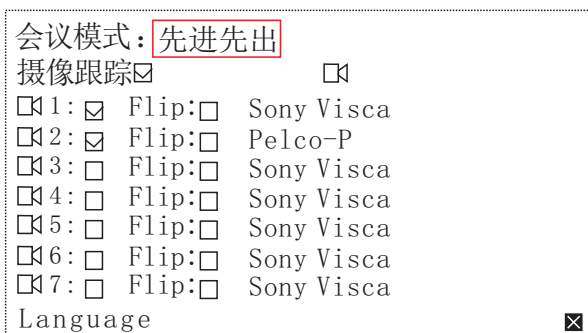 会议模式:先进先出
摄像跟踪
1: Flip: Sony Visca
2: Flip: Pelco-P
3: Flip: Sony Visca
4: Flip: Sony Visca
5: Flip: Sony Visca
6: Flip: Sony Visca
7: Flip: Sony Visca
Language